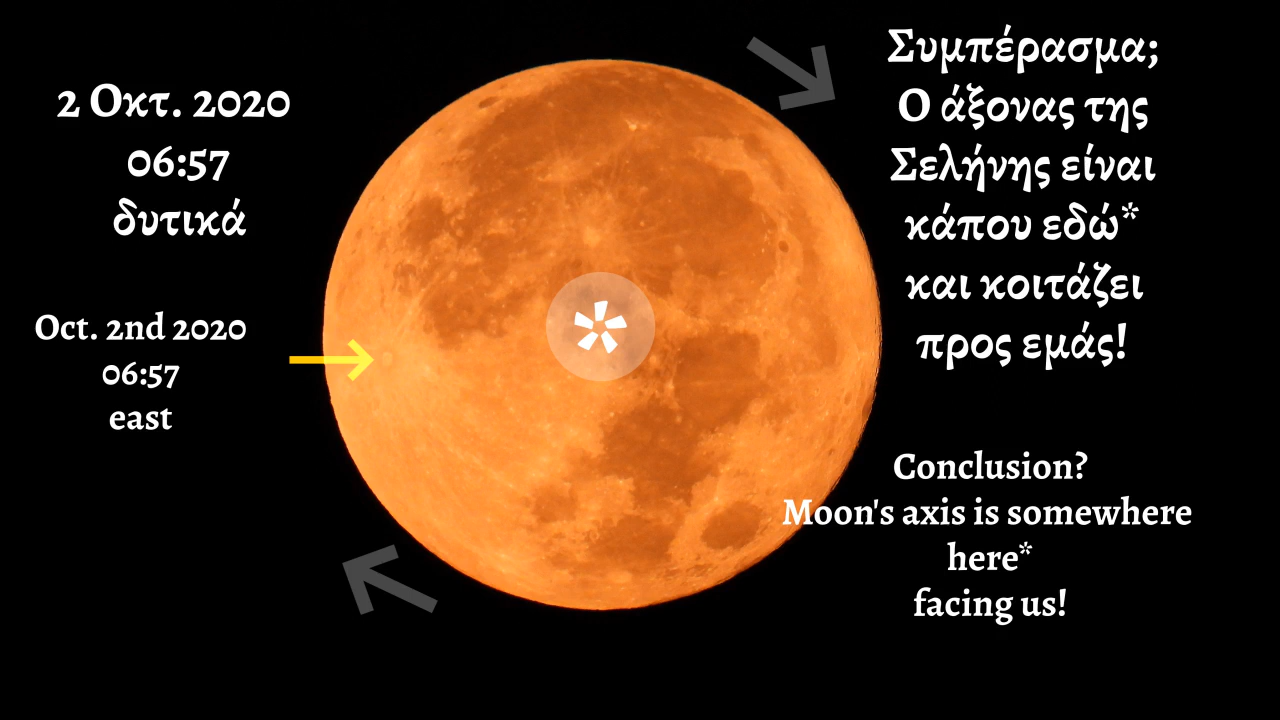 2 Οκτ. 2020
06:57
δυτικά
Oct. 2nd 2020
06:57
east
Συμπέρασμα;
Ο άξονας της
Σελήνης είναι
κάπου εδώ*
και κοιτάζει
προς εμάς!
Conclusion?
Moon's axis is somewhere
here*
facing us!
*